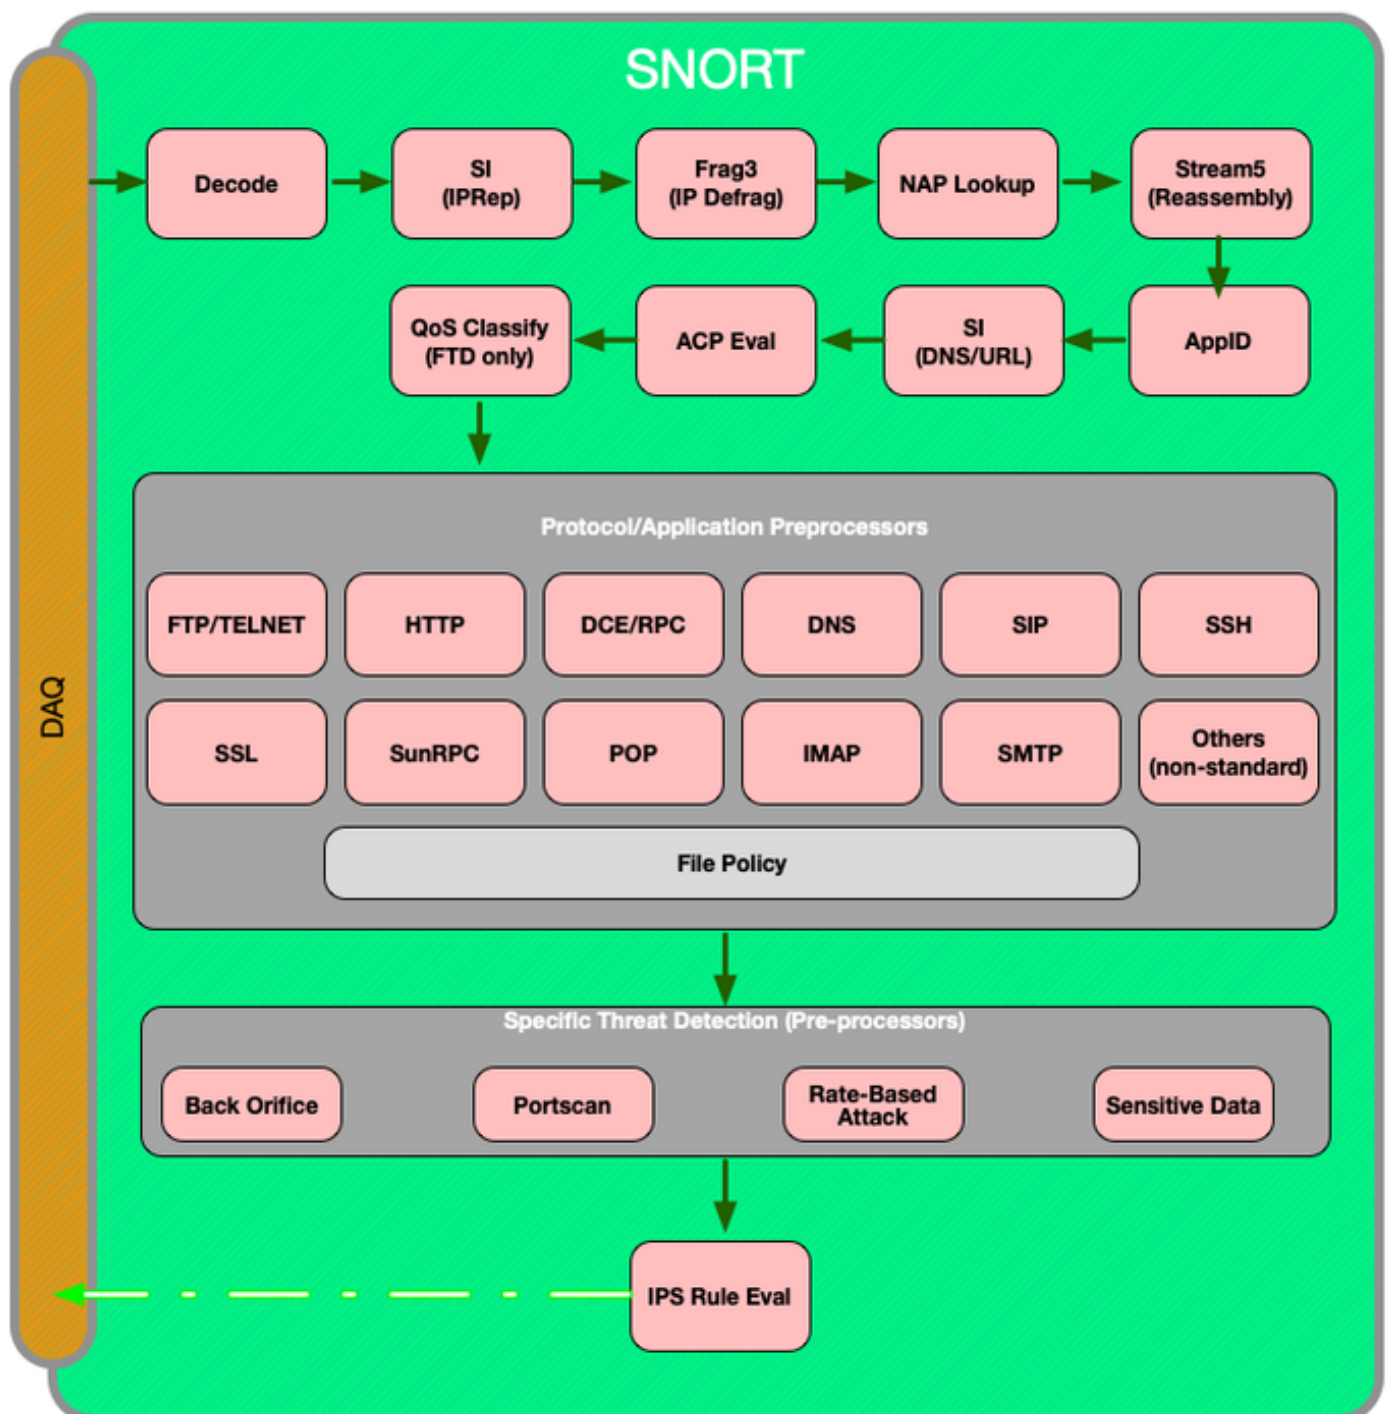 SNORT
Decode
SI
(IPRep)
Frag3
(IP Defrag)
NAP Lookup
Stream5
(Reassembly)
QoS Classify
(FTD only)
ACP Eval
SI
(DNS/URL)
AppID
Protocol/Application Preprocessors
FTP/TELNET
HTTP
DCE/RPC
DNS
SIP
SSH
DAQ
SSL
SunRPC
POP
IMAP
SMTP
Others
(non-standard)
File Policy
Specific Threat Detection (Pre-processors)
Back Orifice
Portscan
Rate-Based
Attack
Sensitive Data
IPS Rule Eval